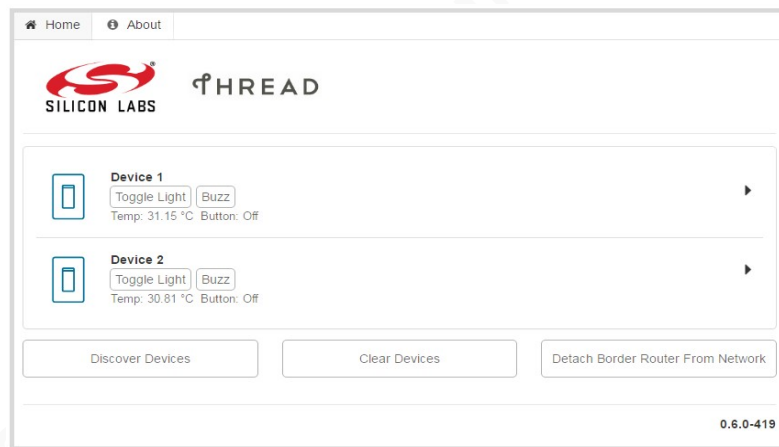 Home About
SILICON LABS
THREAD
Device 1
Toggle Light Buzz
Temp: 31.15 °C Button: Off
Device 2
Toggle Light Buzz
Temp: 30.81 °C Button: Off
Discover Devices Clear Devices Detach Border Router From Network
0.6.0-419